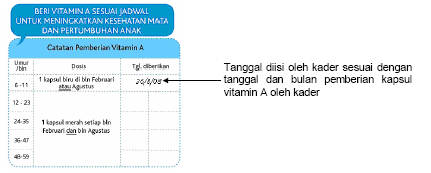 BERI VITAMIN A SESUAI JADWAL
UNTUK MENINGKATKAN KESEHATAN MATA
DAN PERTUMBUHAN ANAK
Catatan Pemberian Vitamin A
Umur /bln Dosis Tgl. diberikan
6 -11 1 kapsul biru di bln Februari atau Agustus 20/8/08
12 - 23
24-35 1 kapsul merah setiap bln Februari dan bln Agustus
36-47
48-59
Tanggal diisi oleh kader sesuai dengan
tanggal dan bulan pemberian kapsul
vitamin A oleh kader